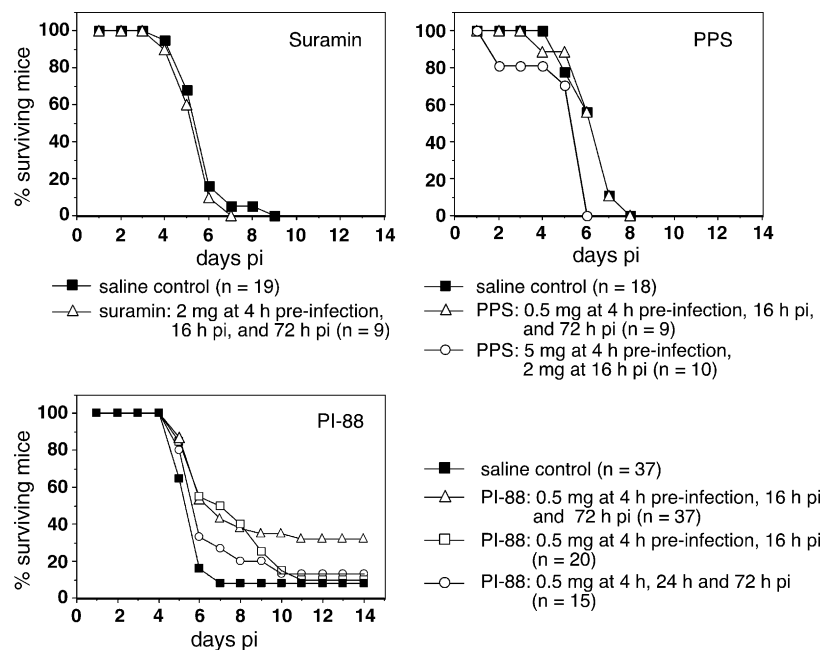 Suramin
% surviving mice
100
80
60
40
20
0
0 2 4 6 8 10 12 14
days pi
saline control (n = 19)
suramin: 2 mg at 4 h pre-infection,
16 h pi, and 72 h pi (n = 9)
PPS
100
80
60
40
20
0
0 2 4 6 8 10 12 14
days pi
saline control (n = 18)
PPS: 0.5 mg at 4 h pre-infection, 16 h pi,
and 72 h pi (n = 9)
PPS: 5 mg at 4 h pre-infection,
2 mg at 16 h pi (n = 10)
PI-88
% surviving mice
100
80
60
40
20
0
0 2 4 6 8 10 12 14
days pi
saline control (n = 37)
PI-88: 0.5 mg at 4 h pre-infection, 16 h pi
and 72 h pi (n = 37)
PI-88: 0.5 mg at 4 h pre-infection, 16 h pi
(n = 20)
PI-88: 0.5 mg at 4 h, 24 h and 72 h pi
(n = 15)